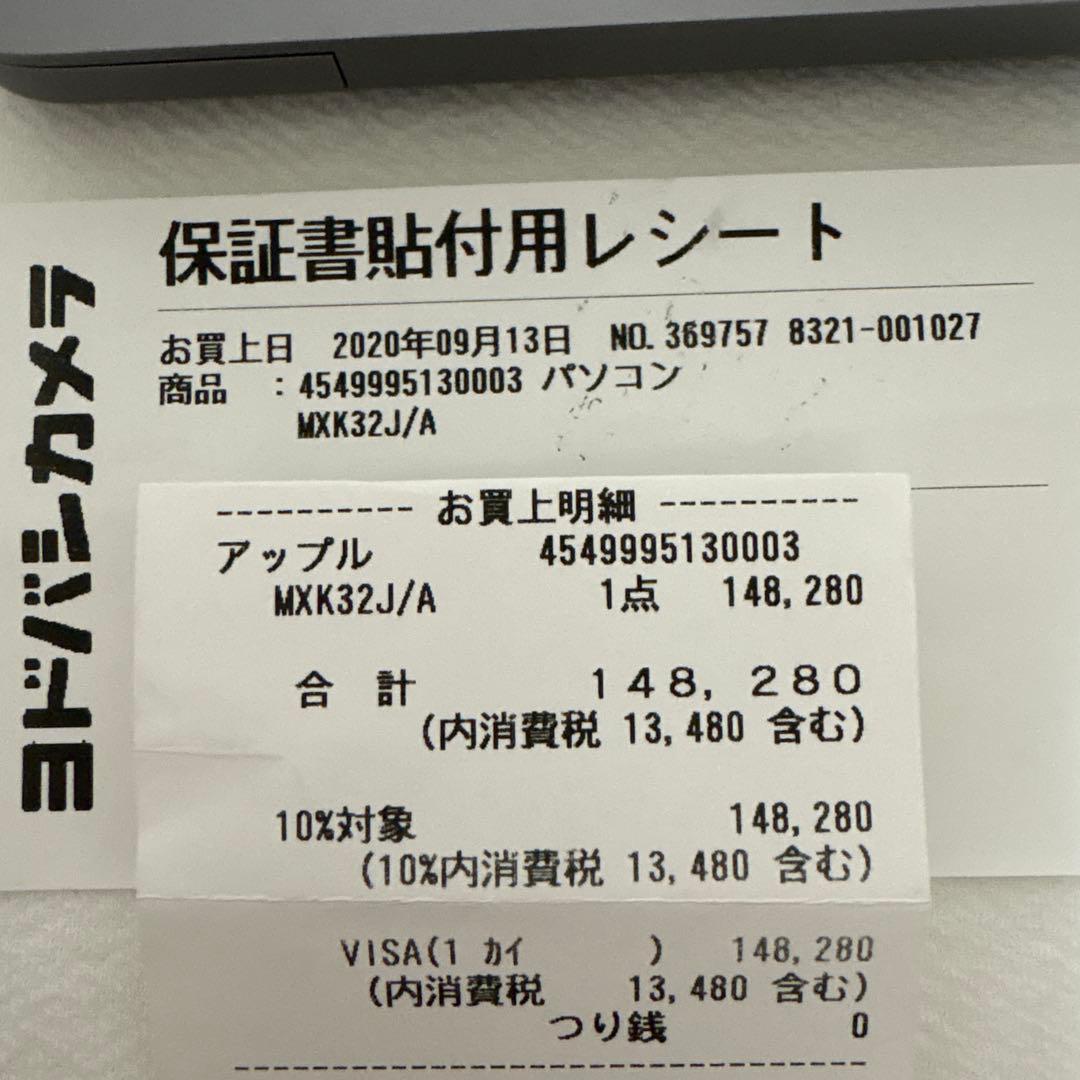 ヨドバシカメラ
保証書貼付用レシート
お買上日 2020年09月13日 NO. 369757 8321-001027
商品 : 4549995130003 パソコン
MXK32J/A
---------- お買上明細 ----------
アップル 4549995130003
MXK32J/A 1点 148,280
合 計 148,280
(内消費税 13,480 含む)
10%対象 148,280
(10%内消費税 13,480 含む)
VISA(1 カイ ) 148,280
(内消費税 13,480 含む)
つり銭 0
--------------------------------